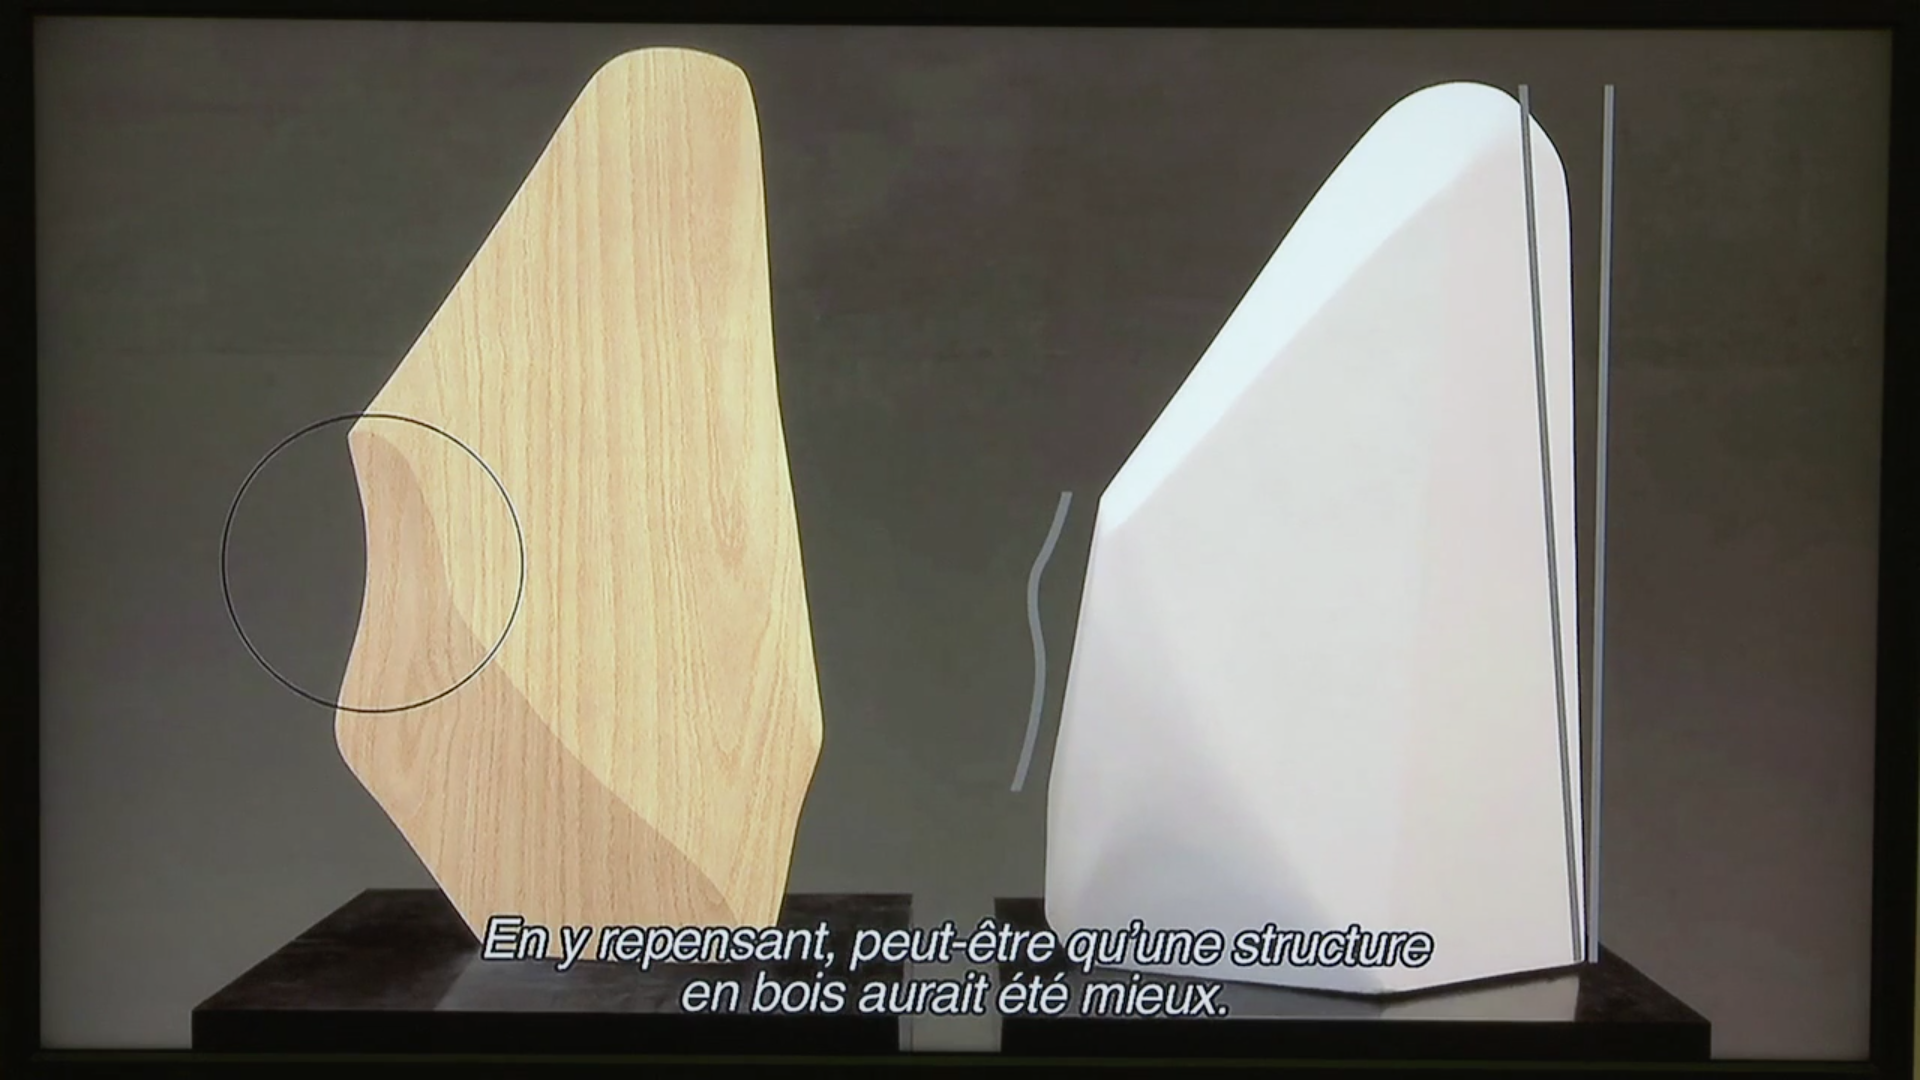 En y repensant, peut-être qu'une structure
en bois aurait été mieux.